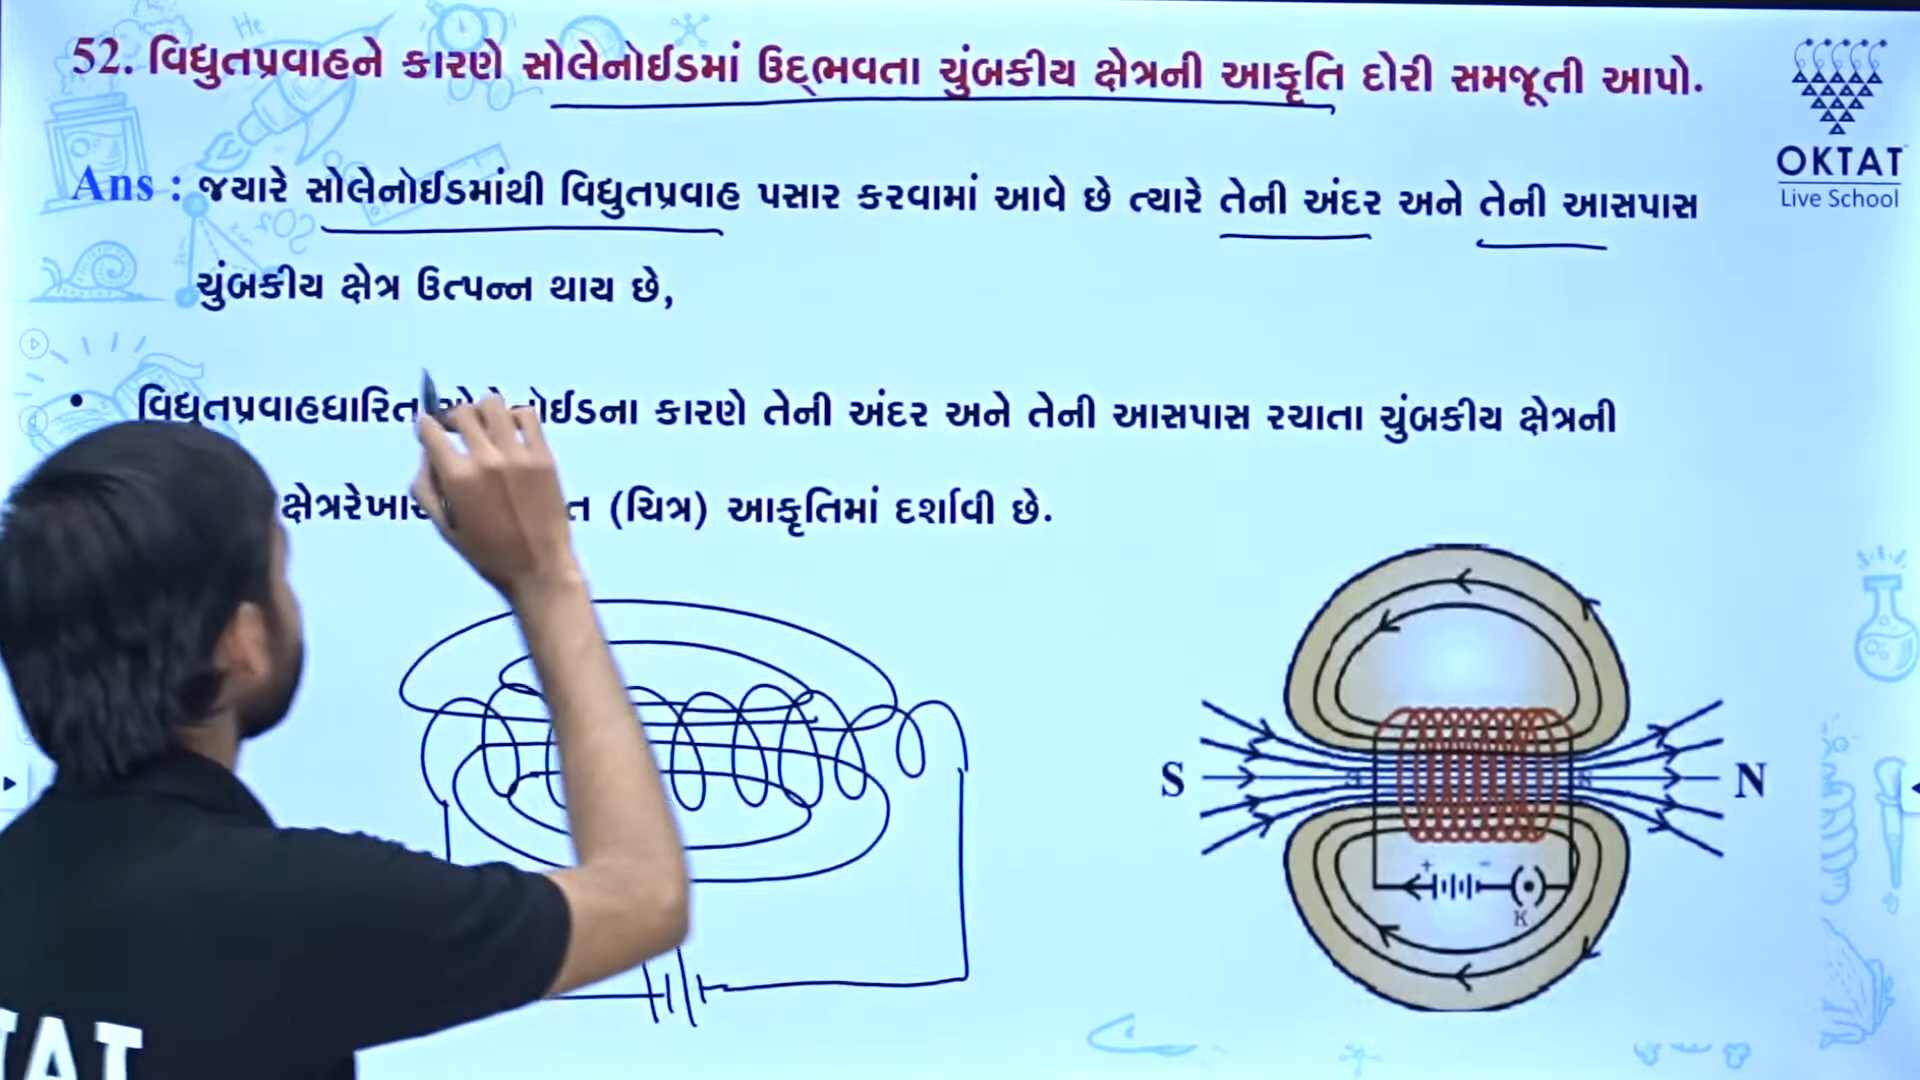 52. વિદ્યુતપ્રવાહને કારણે સોલેનોઈડમાં ઉદ્‌ભવતા ચુંબકીય ક્ષેત્રની આકૃતિ દોરી સમજૂતી આપો.
OKTAT
Live School
Ans : જયારે સોલેનોઈડમાંથી વિદ્યુતપ્રવાહ પસાર કરવામાં આવે છે ત્યારે તેની અંદર અને તેની આસપાસ
ચુંબકીય ક્ષેત્ર ઉત્પન્ન થાય છે,
• વિદ્યુતપ્રવાહધારિત કારણે તેની અંદર અને તેની આસપાસ રચાતા ચુંબકીય ક્ષેત્રની
(ચિત્ર) આકૃતિમાં દર્શાવી છે.
S N
+ -
K
TAT